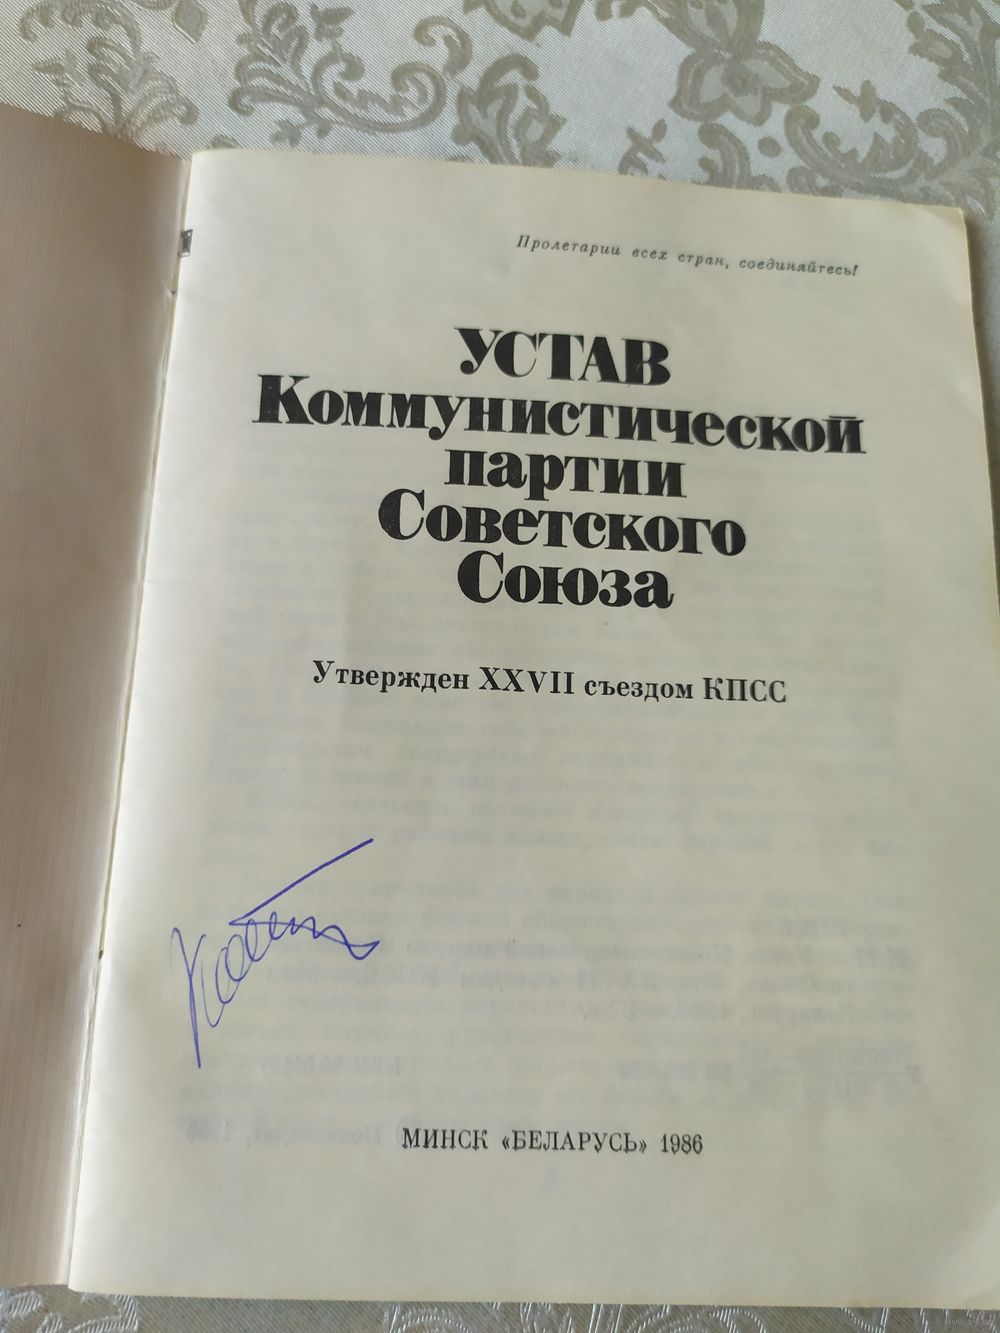 Пролетарии всех стран, соединяйтесь!
УСТАВ
Коммунистической
партии
Советского
Союза
Утвержден XXVII съездом КПСС
МИНСК «БЕЛАРУСЬ» 1986